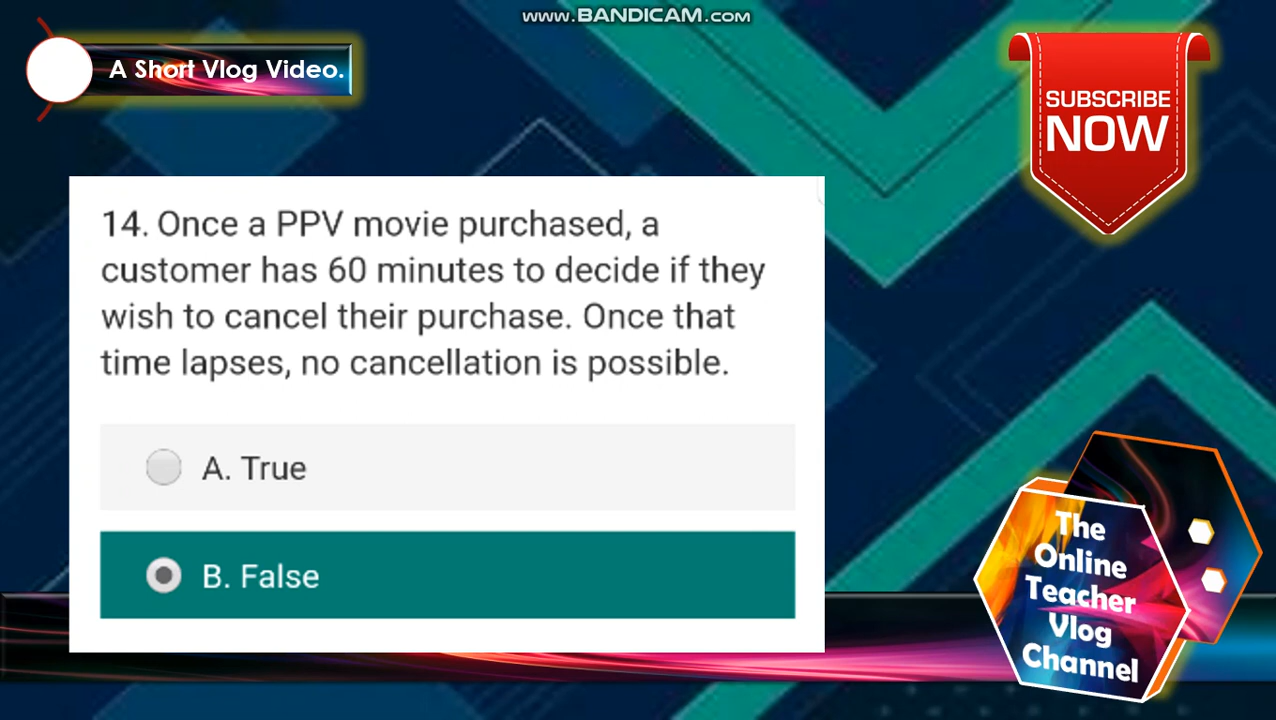 www.BANDICAM.com
A Short Vlog Video.
SUBSCRIBE
NOW
14. Once a PPV movie purchased, a
customer has 60 minutes to decide if they
wish to cancel their purchase. Once that
time lapses, no cancellation is possible.
A. True
B. False
The
Online
Teacher
Vlog
Channel